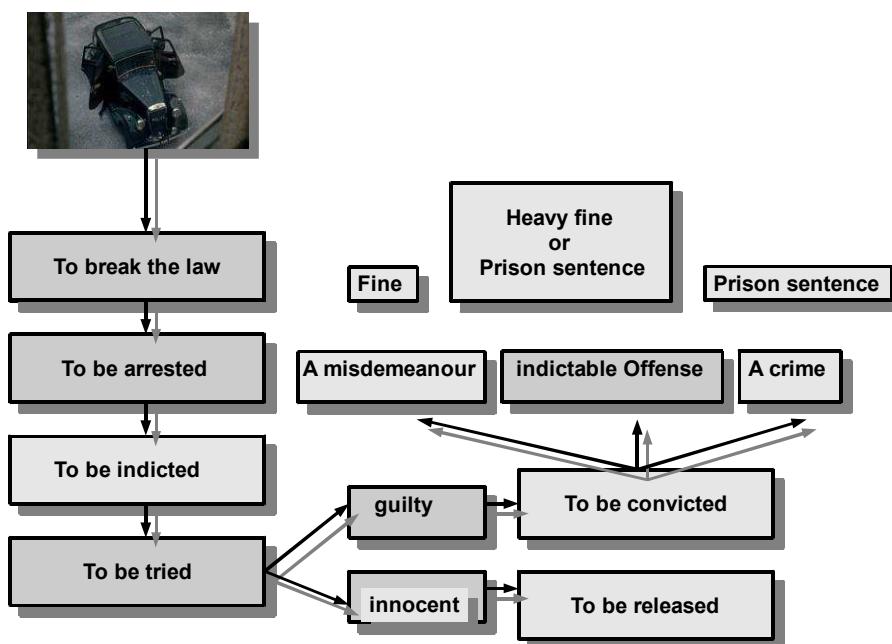 To break the law
To be arrested
To be indicted
To be tried
guilty
innocent
To be convicted
To be released
A misdemeanour
indictable Offense
A crime
Fine
Heavy fine
or
Prison sentence
Prison sentence